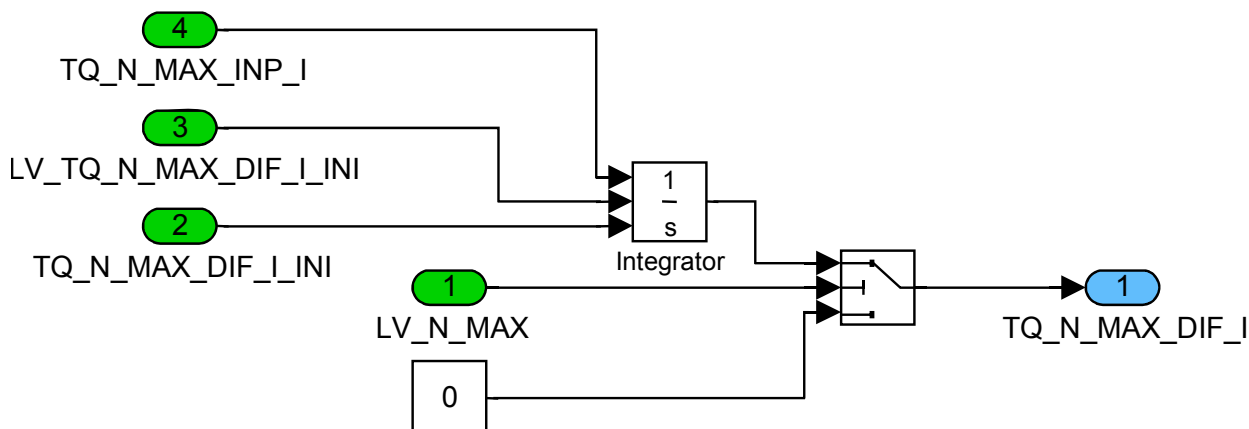 4
TQ_N_MAX_INP_I
3
LV_TQ_N_MAX_DIF_I_INI
2
TQ_N_MAX_DIF_I_INI
1
s
Integrator
1
LV_N_MAX
0
1
TQ_N_MAX_DIF_I